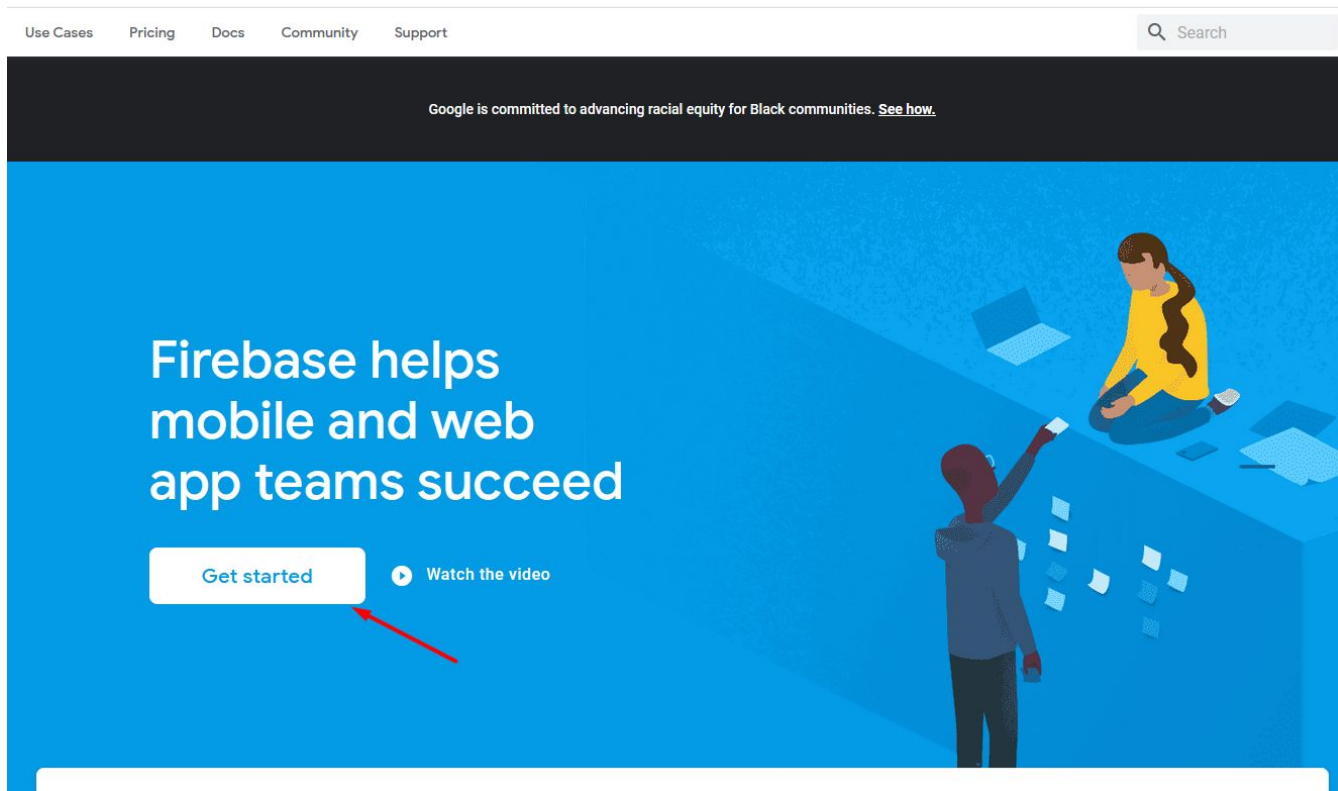 Use Cases Pricing Docs Community Support Search
Google is committed to advancing racial equity for Black communities. See how.
Firebase helps
mobile and web
app teams succeed
Get started Watch the video